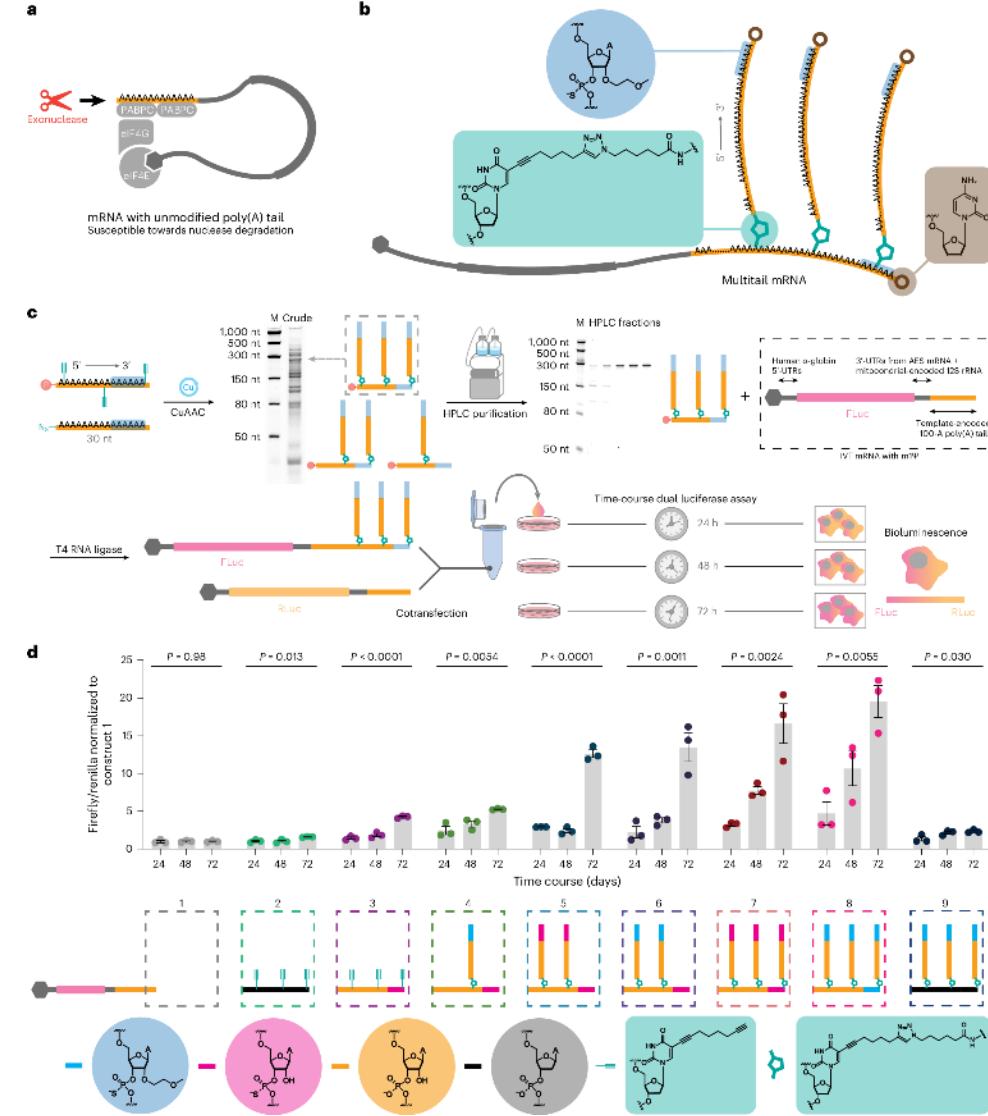 a
Exonuclease
PABPC PABPC
eIF4G
eIF4E
mRNA with unmodified poly(A) tail
Susceptible towards nuclease degradation
b
5' 3'
Multitail mRNA
c
5' 3'
30 nt
Cu
CuAAC
M Crude
1,000 nt
500 nt
300 nt
150 nt
80 nt
50 nt
HPLC purification
M HPLC fractions
1,000 nt
500 nt
300 nt
150 nt
80 nt
50 nt
+
Human α-globin
5'-UTRs
3'-UTRs from AES mRNA +
mitochondrial-encoded 12S rRNA
FLuc
Template-encoded
100-A poly(A) tail
IVT mRNA with m1Ψ
T4 RNA ligase
FLuc
RLuc
Cotransfection
Time-course dual luciferase assay
24 h
48 h
72 h
Bioluminescence
FLuc RLuc
d
P = 0.98 P = 0.013 P < 0.0001 P = 0.0054 P < 0.0001 P = 0.0011 P = 0.0024 P = 0.0055 P = 0.030
Firefly/renilla normalized to
construct 1
25
20
15
10
5
0
24 48 72 24 48 72 24 48 72 24 48 72 24 48 72 24 48 72 24 48 72 24 48 72 24 48 72
Time course (days)
1 2 3 4 5 6 7 8 9